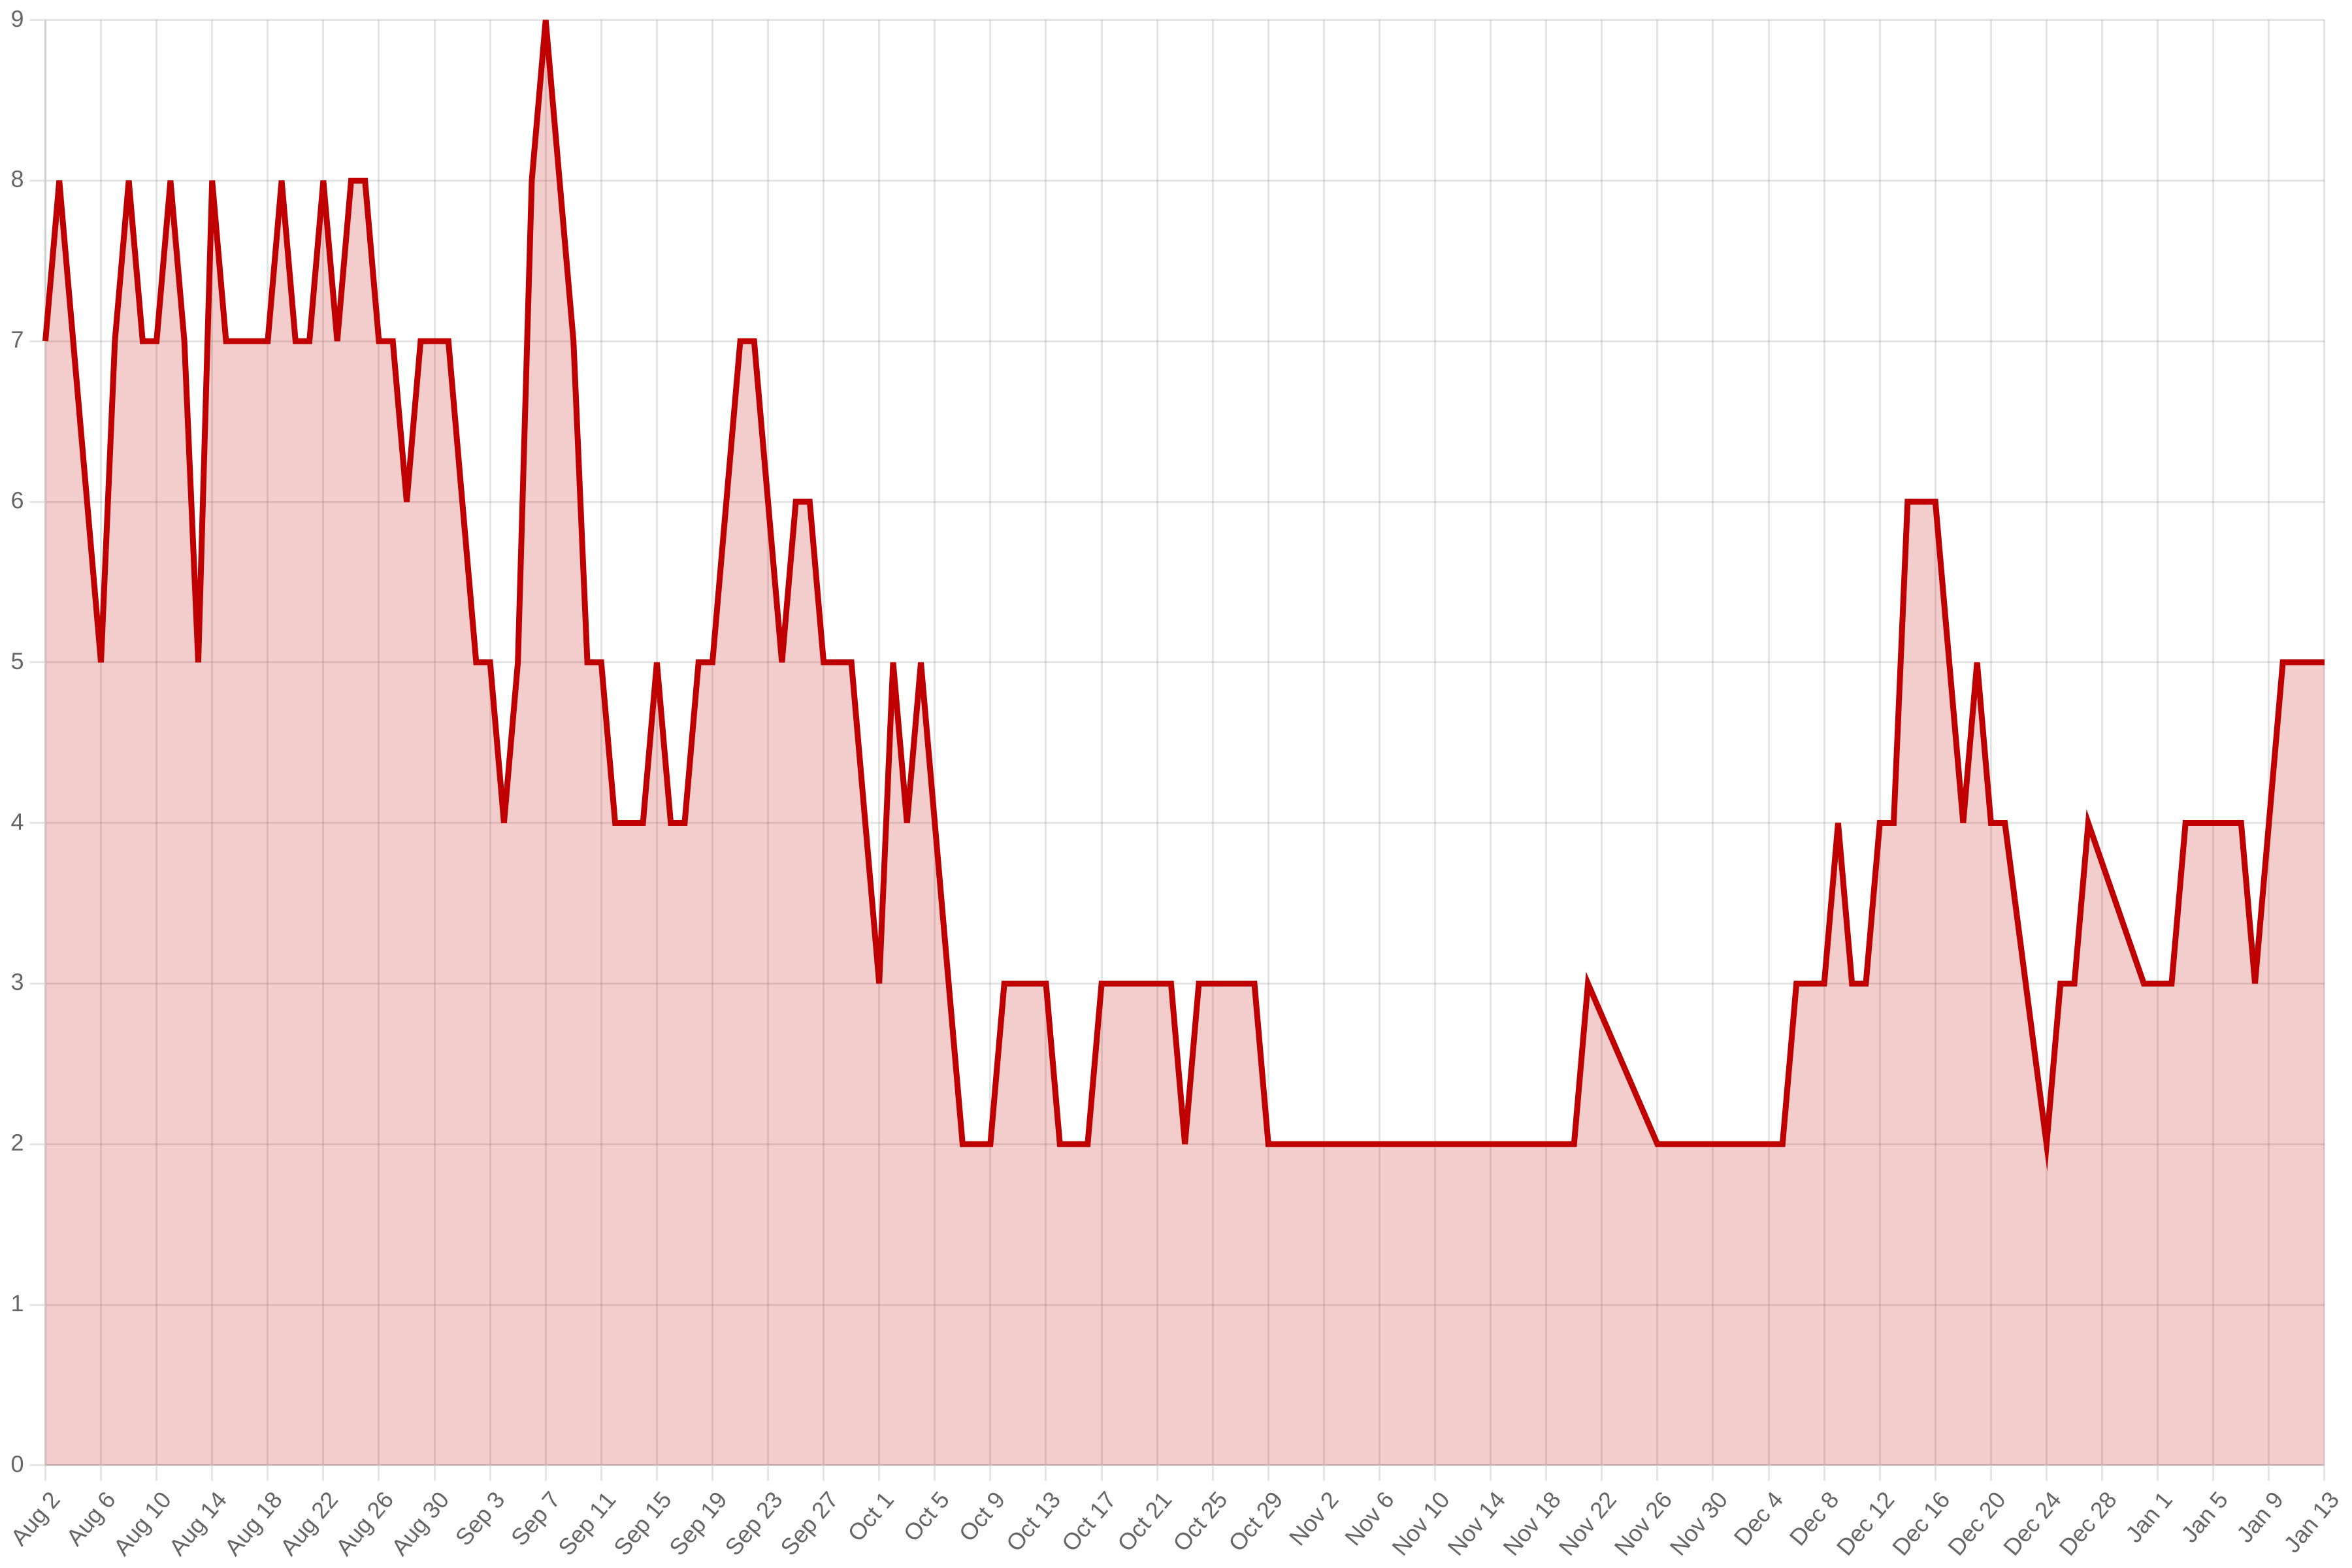 9
8
7
6
5
4
3
2
1
0
Aug 2
Aug 6
Aug 10
Aug 14
Aug 18
Aug 22
Aug 26
Aug 30
Sep 3
Sep 7
Sep 11
Sep 15
Sep 19
Sep 23
Sep 27
Oct 1
Oct 5
Oct 9
Oct 13
Oct 17
Oct 21
Oct 25
Oct 29
Nov 2
Nov 6
Nov 10
Nov 14
Nov 18
Nov 22
Nov 26
Nov 30
Dec 4
Dec 8
Dec 12
Dec 16
Dec 20
Dec 24
Dec 28
Jan 1
Jan 5
Jan 9
Jan 13